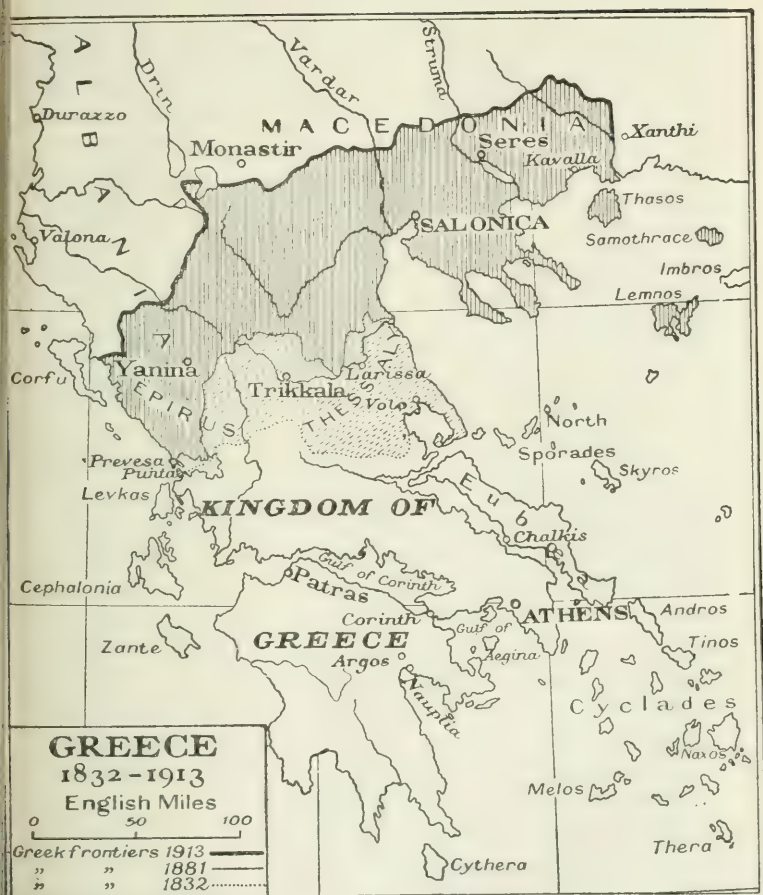 ALBANIA
Drin
Vardar
Struma
Durazzo
MACEDONIA
Xanthi
Monastir
Seres
Kavalla
Thasos
SALONICA
Valona
Samothrace
Imbros
Lemnos
Yanina
Larissa
Corfu
EPIRUS
Trikkala
THESSALY
Volo
North
Sporades
Prevesa
Punta
Skyros
Levkas
KINGDOM OF
Euboea
Chalkis
Gulf of Corinth
Cephalonia
Patras
Corinth
ATHENS
Andros
Zante
GREECE
Gulf of
Aegina
Tinos
Argos
Nauplia
Cyclades
Naxos
Melos
Thera
Cythera
GREECE
1832-1913
English Miles
0 50 100
Greek frontiers 1913
„ „ 1881
„ „ 1832